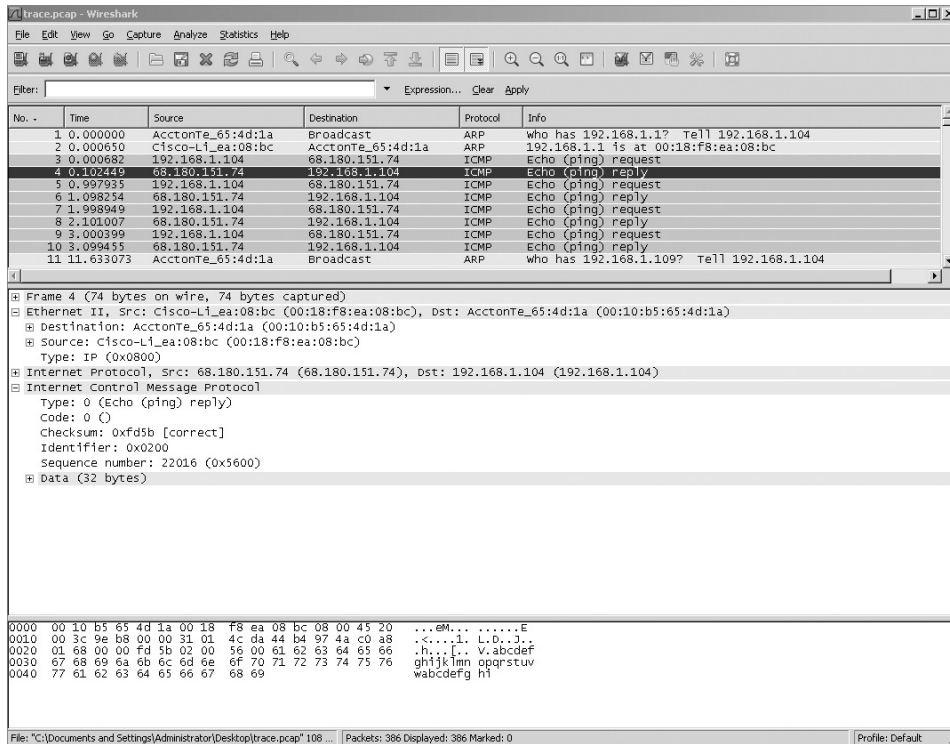 trace.pcap - Wireshark
File Edit View Go Capture Analyze Statistics Help
Filter: Expression... Clear Apply
No. - Time Source Destination Protocol Info
1 0.000000 AcctonTe_65:4d:1a Broadcast ARP Who has 192.168.1.1? Tell 192.168.1.104
2 0.000650 Cisco-Li_ea:08:bc AcctonTe_65:4d:1a ARP 192.168.1.1 is at 00:18:f8:ea:08:bc
3 0.000682 192.168.1.104 68.180.151.74 ICMP Echo (ping) request
4 0.102449 68.180.151.74 192.168.1.104 ICMP Echo (ping) reply
5 0.997935 192.168.1.104 68.180.151.74 ICMP Echo (ping) request
6 1.098254 68.180.151.74 192.168.1.104 ICMP Echo (ping) reply
7 1.998949 192.168.1.104 68.180.151.74 ICMP Echo (ping) request
8 2.101007 68.180.151.74 192.168.1.104 ICMP Echo (ping) reply
9 3.000399 192.168.1.104 68.180.151.74 ICMP Echo (ping) request
10 3.099455 68.180.151.74 192.168.1.104 ICMP Echo (ping) reply
11 11.633073 AcctonTe_65:4d:1a Broadcast ARP Who has 192.168.1.109? Tell 192.168.1.104
Frame 4 (74 bytes on wire, 74 bytes captured)
Ethernet II, Src: Cisco-Li_ea:08:bc (00:18:f8:ea:08:bc), Dst: AcctonTe_65:4d:1a (00:10:b5:65:4d:1a)
Destination: AcctonTe_65:4d:1a (00:10:b5:65:4d:1a)
Source: Cisco-Li_ea:08:bc (00:18:f8:ea:08:bc)
Type: IP (0x0800)
Internet Protocol, Src: 68.180.151.74 (68.180.151.74), Dst: 192.168.1.104 (192.168.1.104)
Internet Control Message Protocol
Type: 0 (Echo (ping) reply)
Code: 0 ()
Checksum: 0xfd5b [correct]
Identifier: 0x0200
Sequence number: 22016 (0x5600)
Data (32 bytes)
0000 00 10 b5 65 4d 1a 00 18 f8 ea 08 bc 08 00 45 20 ...eM... ......E
0010 00 3c 9e b8 00 00 31 01 4c da 44 b4 97 4a c0 a8 .<....1. L.D..J..
0020 01 68 00 00 fd 5b 02 00 56 00 61 62 63 64 65 66 .h...[.. V.abcdef
0030 67 68 69 6a 6b 6c 6d 6e 6f 70 71 72 73 74 75 76 ghijklmn opqrstuv
0040 77 61 62 63 64 65 66 67 68 69 wabcdefg hi
File: "C:\Documents and Settings\Administrator\Desktop\trace.pcap" 108 ... Packets: 386 Displayed: 386 Marked: 0 Profile: Default